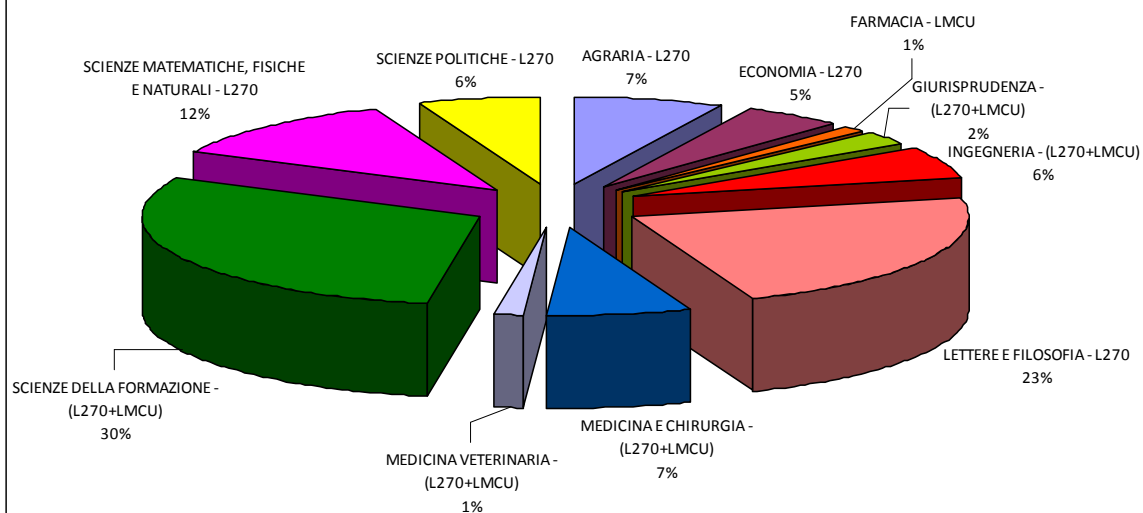 FARMACIA - LMCU
1%
SCIENZE POLITICHE - L270
6%
AGRARIA - L270
7%
SCIENZE MATEMATICHE, FISICHE
E NATURALI - L270
12%
ECONOMIA - L270
5%
GIURISPRUDENZA -
(L270+LMCU)
2%
INGEGNERIA - (L270+LMCU)
6%
LETTERE E FILOSOFIA - L270
23%
SCIENZE DELLA FORMAZIONE -
(L270+LMCU)
30%
MEDICINA E CHIRURGIA -
(L270+LMCU)
7%
MEDICINA VETERINARIA -
(L270+LMCU)
1%